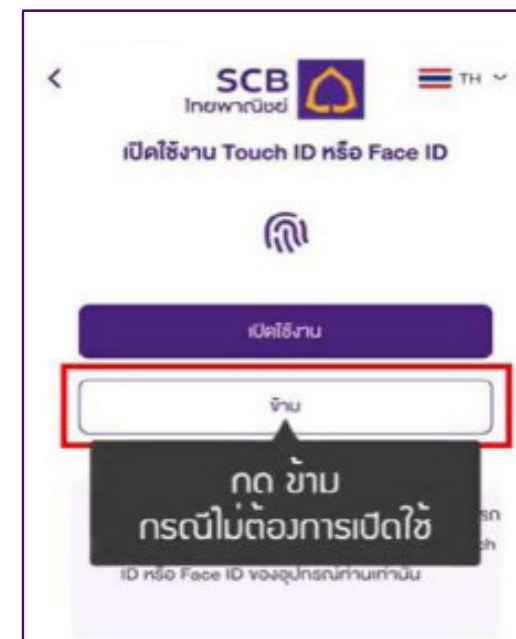 SCB
ไทยพาณิชย์
TH
เปิดใช้งาน Touch ID หรือ Face ID
เปิดใช้งาน
ข้าม
กด ข้าม
กรณีไม่ต้องการเปิดใช้
ID หรือ Face ID ของอุปกรณ์ท่านเท่านั้น